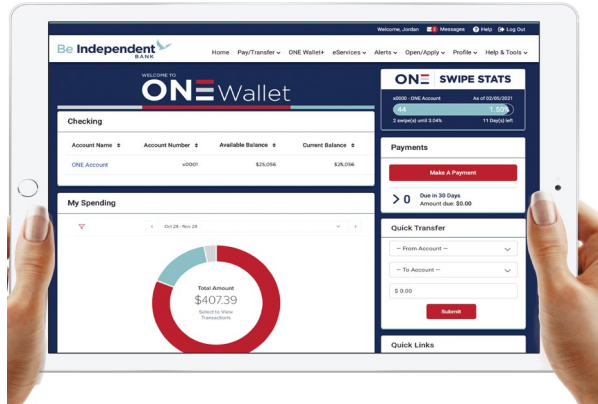 Welcome, Jordan Messages Help Log Out
Be Independent
BANK
Home Pay/Transfer ONE Wallet+ eServices Alerts Open/Apply Profile Help & Tools
WELCOME TO
ONE Wallet
ONE SWIPE STATS
x0000 - ONE Account As of 02/05/2021
44 1.50%
2 swipe(s) until 3.04% 11 Day(s) left
Checking
Account Name Account Number Available Balance Current Balance
ONE Account x0001 $25,056 $25,056
Payments
Make A Payment
> 0 Due in 30 Days
Amount due: $0.00
My Spending
Oct 28 - Nov 28
Total Amount
$407.39
Select to View
Transactions
Quick Transfer
— From Account —
— To Account —
$ 0.00
Submit
Quick Links